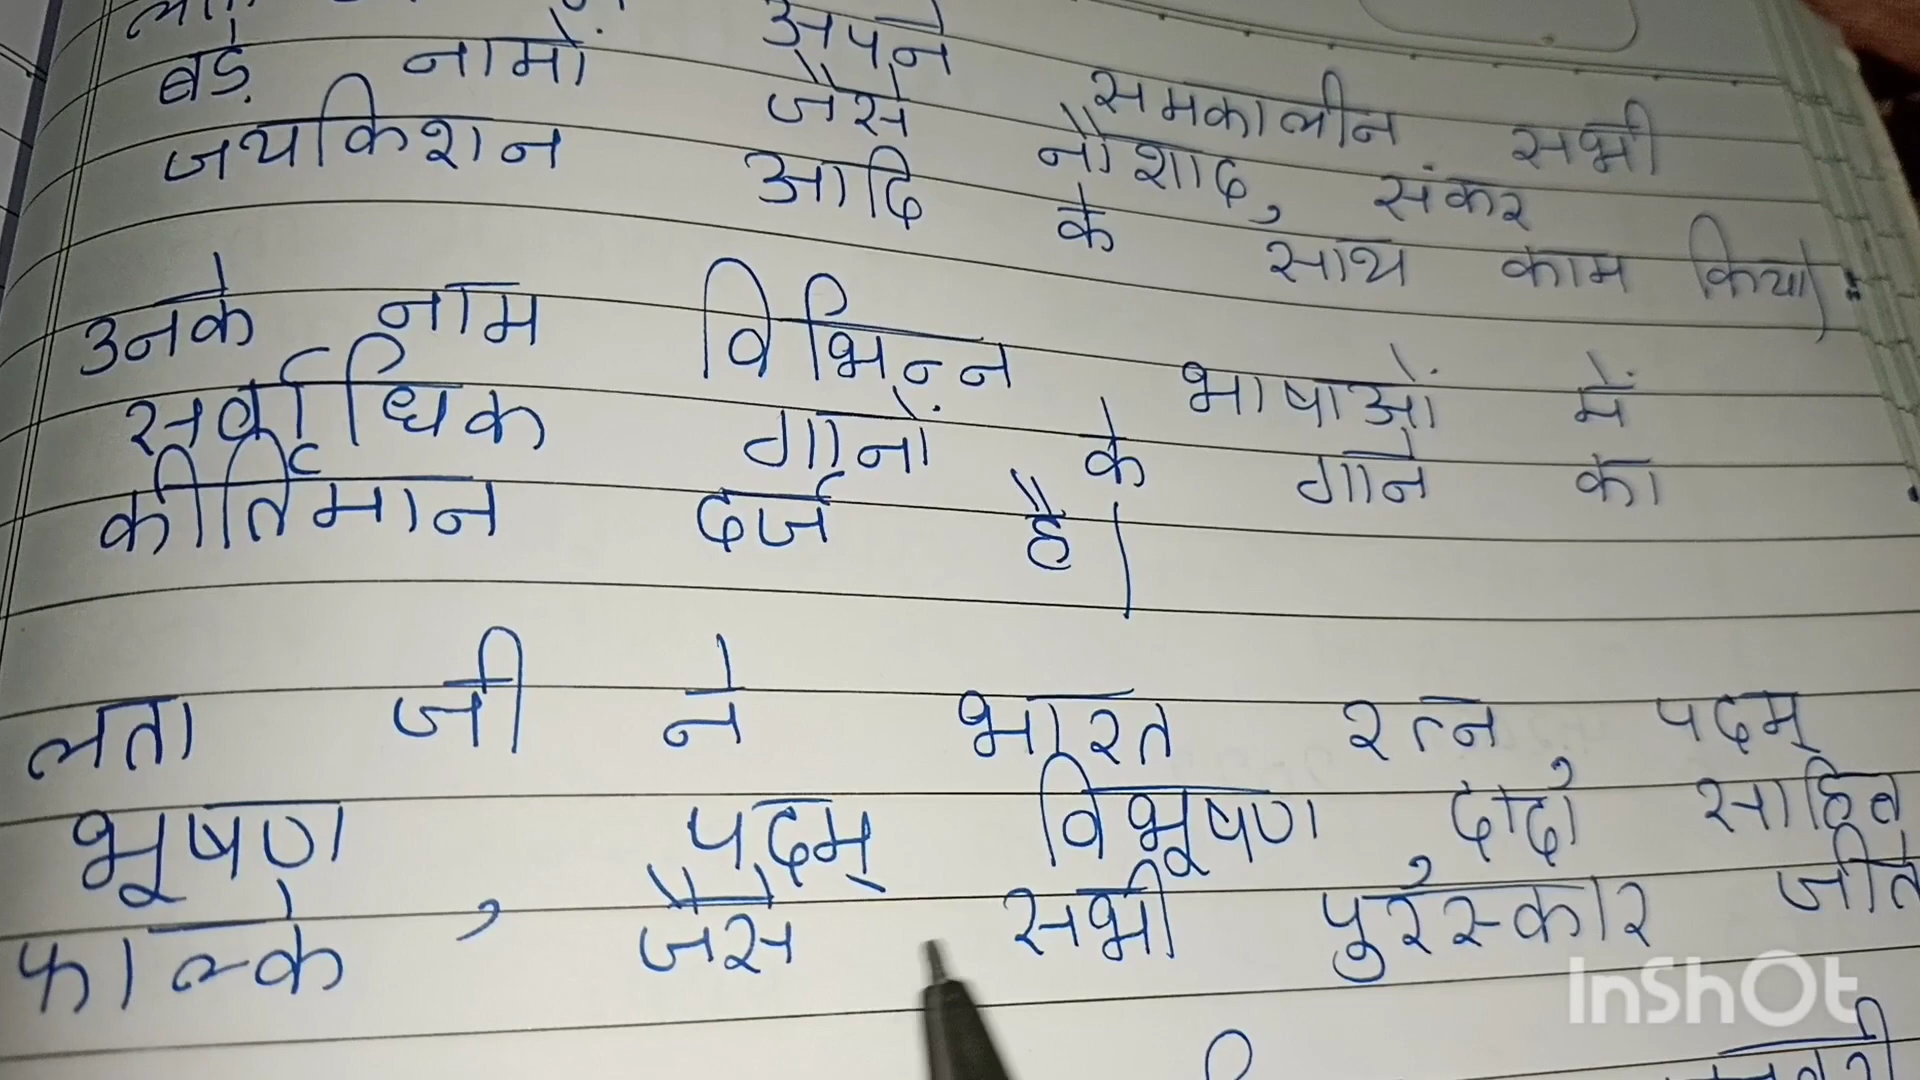 अपने समकालीन सभी
बड़े नामों जैसे नौशाद, संकर
जयकिशन आदि के साथ काम किया।
उनके नाम विभिन्न भाषाओं में
सर्वाधिक गानों के गाने का
कीर्तिमान दर्ज है।
लता जी ने भारत रत्न पदम्
भूषण पदम् विभूषण दादा साहित
फाल्के, जैसे सभी पुरस्कार जीते
InShOt